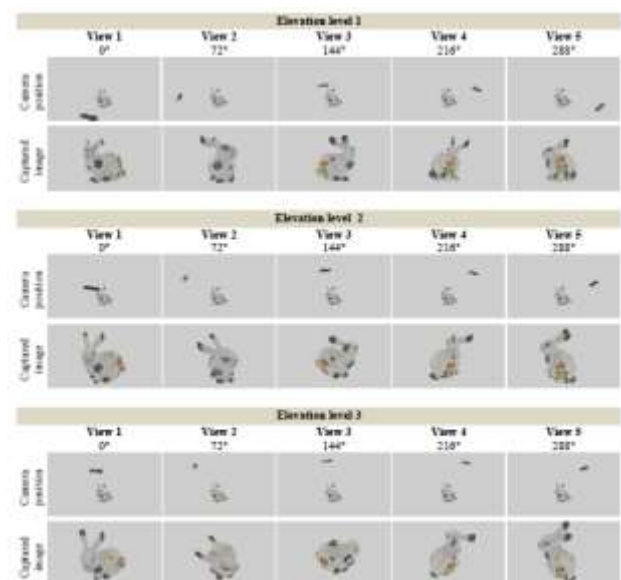 Elevation level 1
View 1 View 2 View 3 View 4 View 5
0° 72° 144° 216° 288°
Camera position
Captured image
Elevation level 2
View 1 View 2 View 3 View 4 View 5
0° 72° 144° 216° 288°
Camera position
Captured image
Elevation level 3
View 1 View 2 View 3 View 4 View 5
0° 72° 144° 216° 288°
Camera position
Captured image